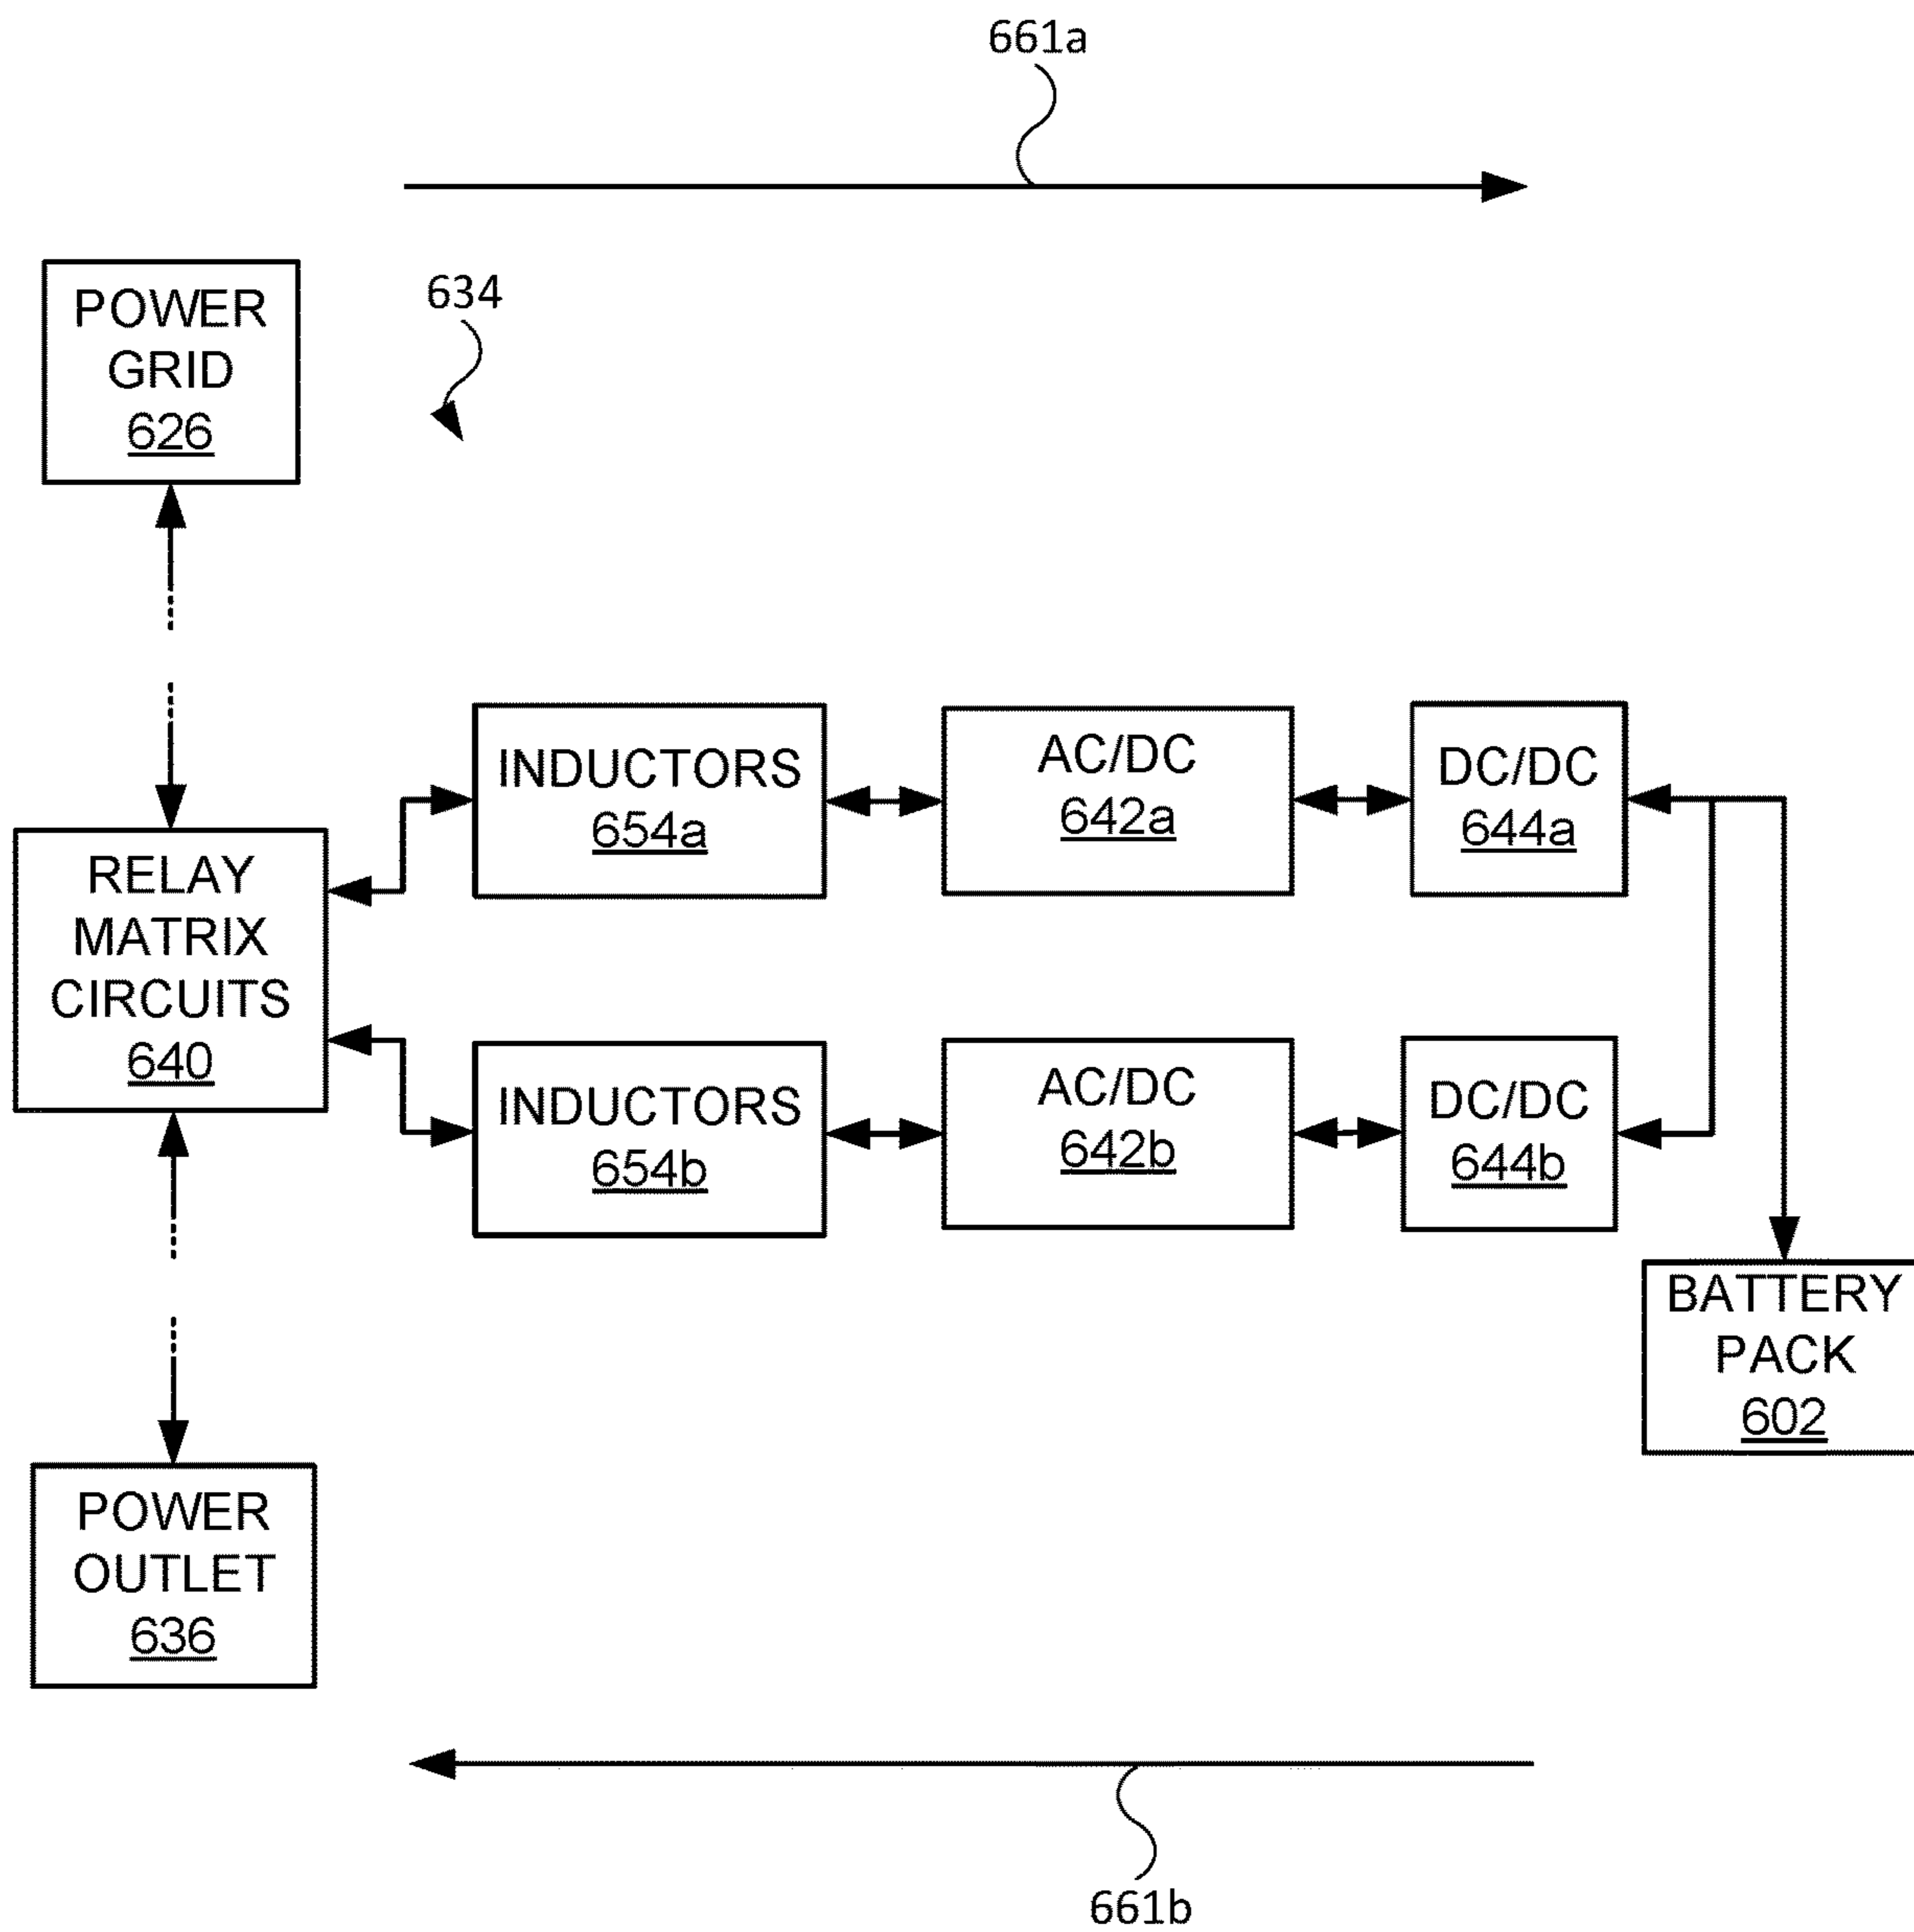 661a
634
POWER
GRID
626
INDUCTORS
654a
AC/DC
642a
DC/DC
644a
RELAY
MATRIX
CIRCUITS
640
INDUCTORS
654b
AC/DC
642b
DC/DC
644b
BATTERY
PACK
602
POWER
OUTLET
636
661b